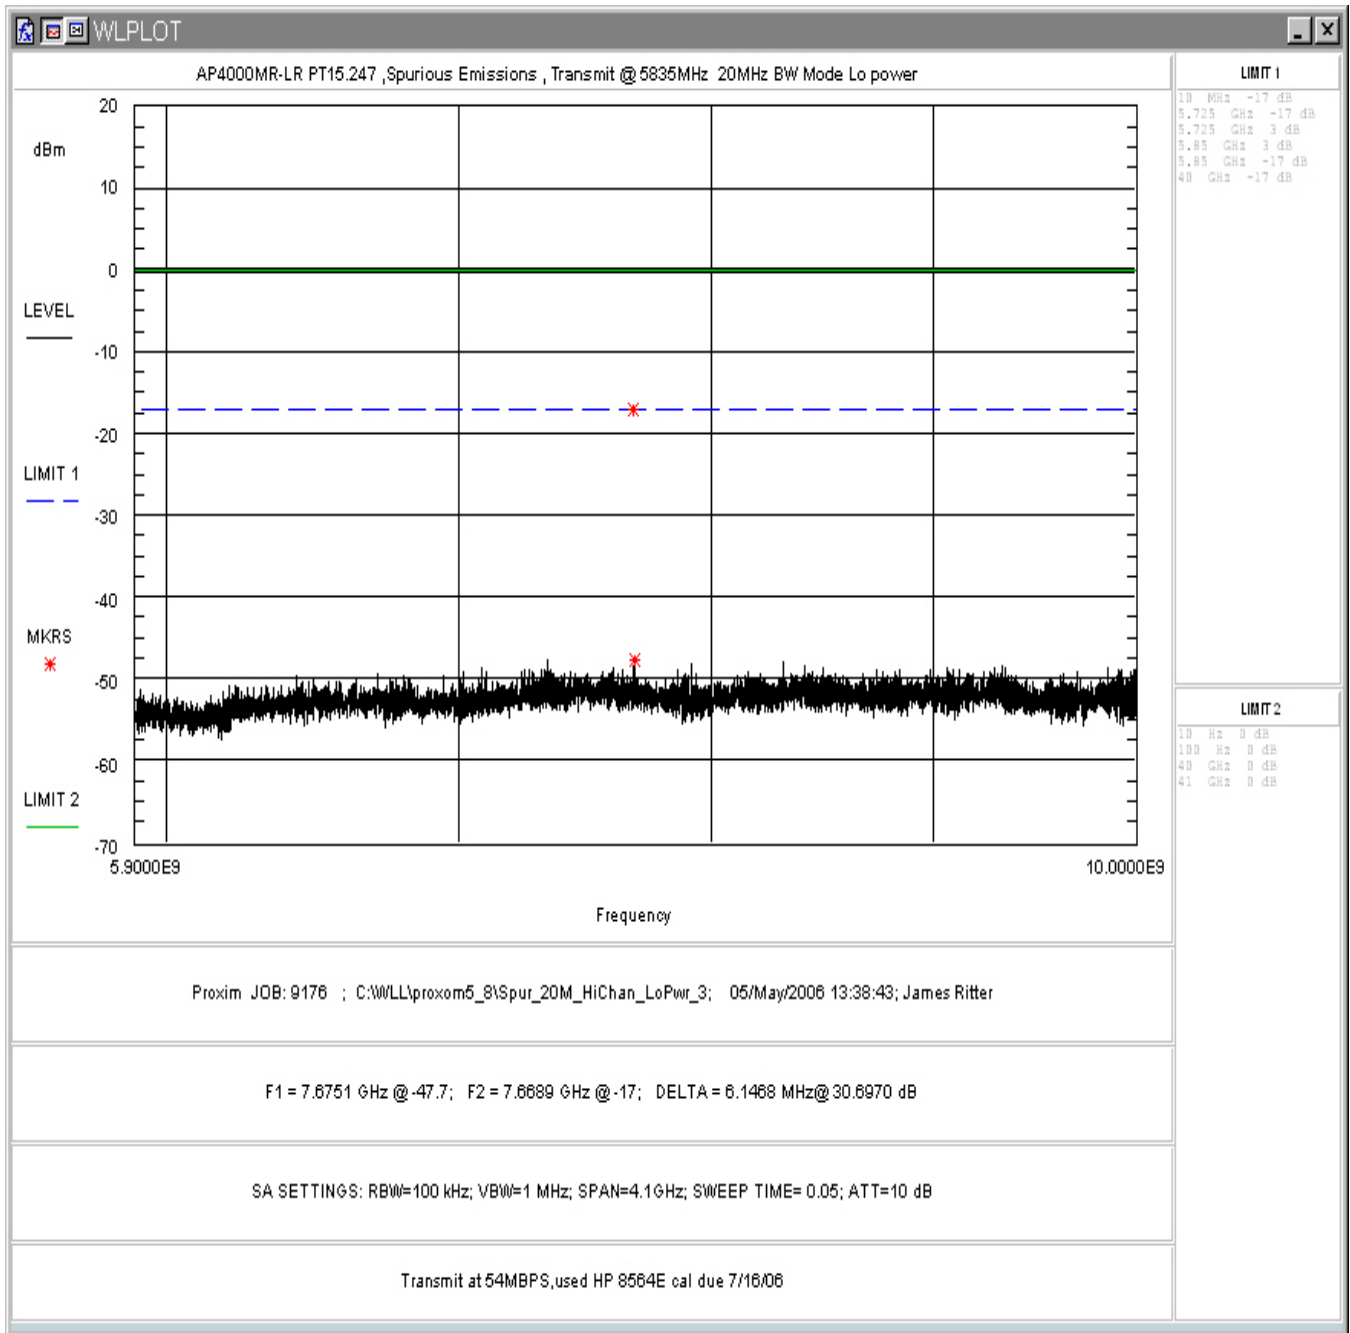 WLPLOT
AP4000MR-LR PT15.247 ,Spurious Emissions , Transmit @ 5835MHz 20MHz BW Mode Lo power
dBm
LEVEL
LIMIT 1
MKRS
LIMIT 2
20
10
0
-10
-20
-30
-40
-50
-60
-70
5.9000E9
10.0000E9
Frequency
Proxim JOB: 9176 ; C:\WLL\proxom5_8\Spur_20M_HiChan_LoPwr_3; 05/May/2006 13:38:43; James Ritter
F1 = 7.6751 GHz @ -47.7; F2 = 7.6689 GHz @ -17; DELTA = 6.1468 MHz@ 30.6970 dB
SA SETTINGS: RBW=100 kHz; VBW=1 MHz; SPAN=4.1GHz; SWEEP TIME= 0.05; ATT=10 dB
Transmit at 54MBPS,used HP 8564E cal due 7/16/06
LIMIT 1
10 MHz -17 dB
5.725 GHz -17 dB
5.725 GHz 3 dB
5.85 GHz 3 dB
5.85 GHz -17 dB
40 GHz -17 dB
LIMIT 2
10 Hz 0 dB
100 Hz 0 dB
40 GHz 0 dB
41 GHz 0 dB